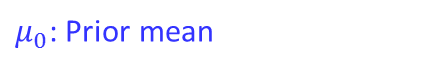 μ₀: Prior mean